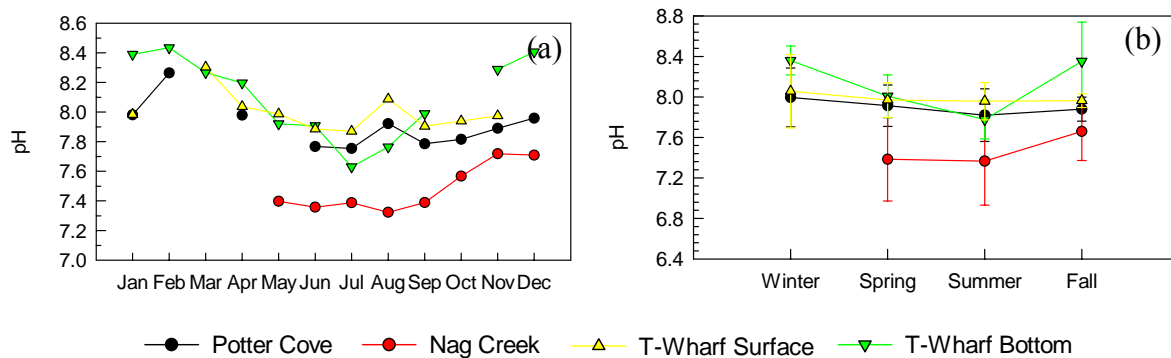 (a)
pH
8.6
8.4
8.2
8.0
7.8
7.6
7.4
7.2
7.0
Jan Feb Mar Apr May Jun Jul Aug Sep Oct Nov Dec
(b)
pH
8.8
8.4
8.0
7.6
7.2
6.8
6.4
Winter Spring Summer Fall
Potter Cove Nag Creek T-Wharf Surface T-Wharf Bottom